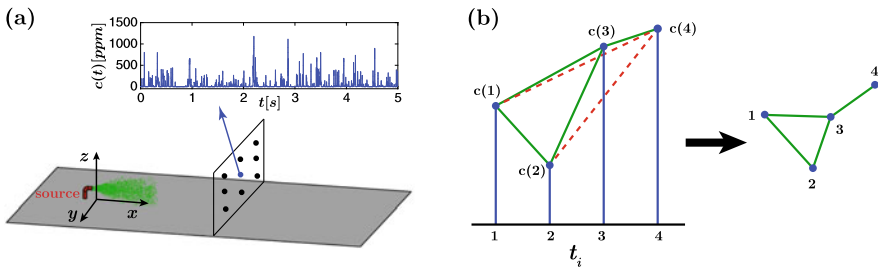 (a)
c(t)[ppm]
1500
1000
500
0
0 1 2 3 4 5
t[s]
z
source
y
x
(b)
c(1)
c(2)
c(3)
c(4)
1 2 3 4
t_i
1
2
3
4